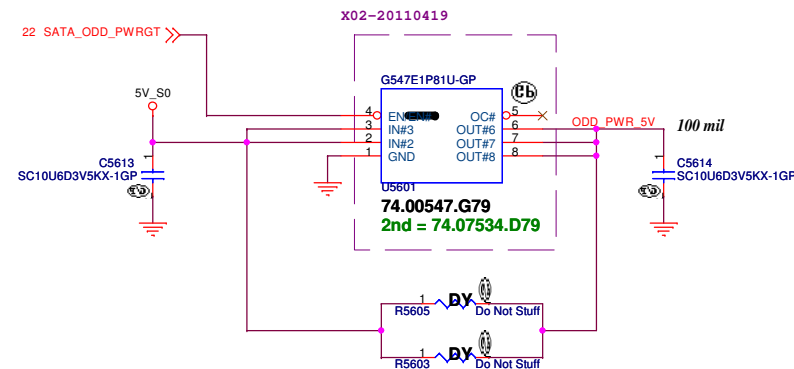 X02-20110419
22 SATA_ODD_PWRGT
G547E1P81U-GP
5V_S0
4 EN OC# 5
3 IN#3 OUT#6 6
2 IN#2 OUT#7 7
1 GND OUT#8 8
ODD_PWR_5V
100 mil
1
C5613
SC10U6D3V5KX-1GP
1
C5614
SC10U6D3V5KX-1GP
U5601
74.00547.G79
2nd = 74.07534.D79
1 DY
R5605 Do Not Stuff
1 DY
R5603 Do Not Stuff